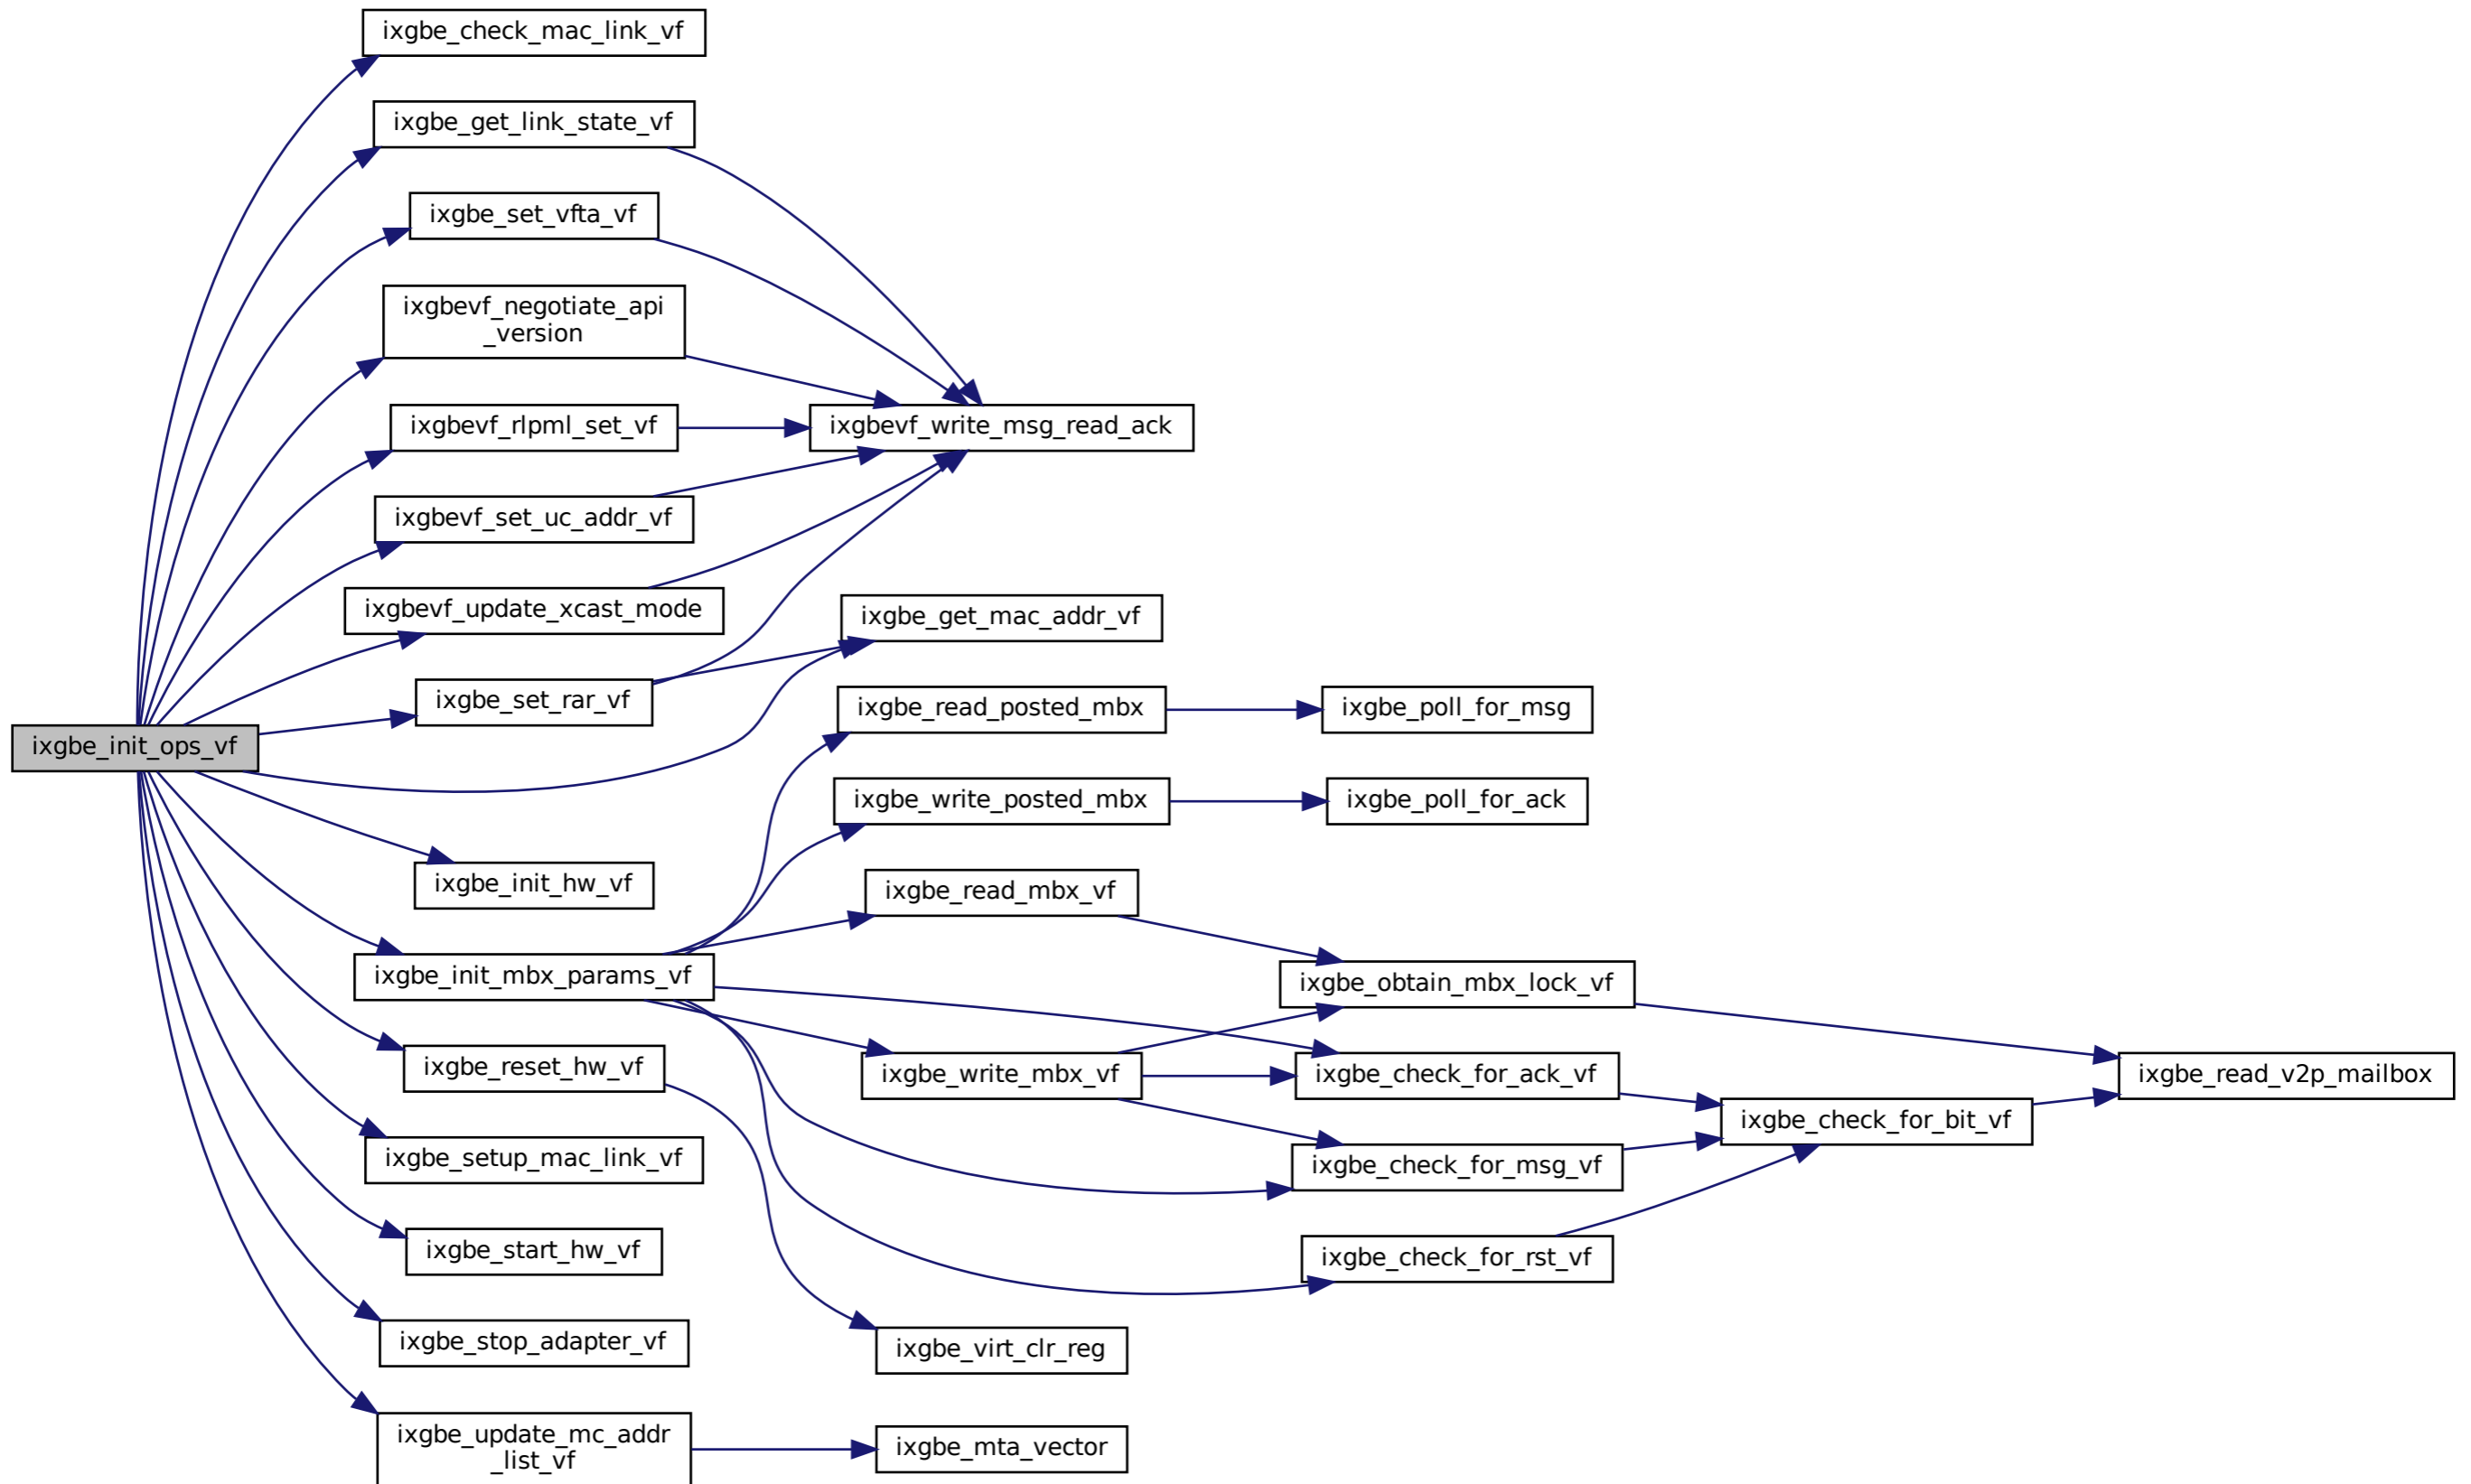 ixgbe_check_mac_link_vf
ixgbe_get_link_state_vf
ixgbe_set_vfta_vf
ixgbevf_negotiate_api
_version
ixgbevf_rlpml_set_vf
ixgbevf_write_msg_read_ack
ixgbevf_set_uc_addr_vf
ixgbevf_update_xcast_mode
ixgbe_get_mac_addr_vf
ixgbe_set_rar_vf
ixgbe_read_posted_mbx
ixgbe_poll_for_msg
ixgbe_init_ops_vf
ixgbe_write_posted_mbx
ixgbe_poll_for_ack
ixgbe_init_hw_vf
ixgbe_read_mbx_vf
ixgbe_init_mbx_params_vf
ixgbe_obtain_mbx_lock_vf
ixgbe_reset_hw_vf
ixgbe_write_mbx_vf
ixgbe_check_for_ack_vf
ixgbe_read_v2p_mailbox
ixgbe_check_for_bit_vf
ixgbe_setup_mac_link_vf
ixgbe_check_for_msg_vf
ixgbe_start_hw_vf
ixgbe_check_for_rst_vf
ixgbe_stop_adapter_vf
ixgbe_virt_clr_reg
ixgbe_update_mc_addr
_list_vf
ixgbe_mta_vector